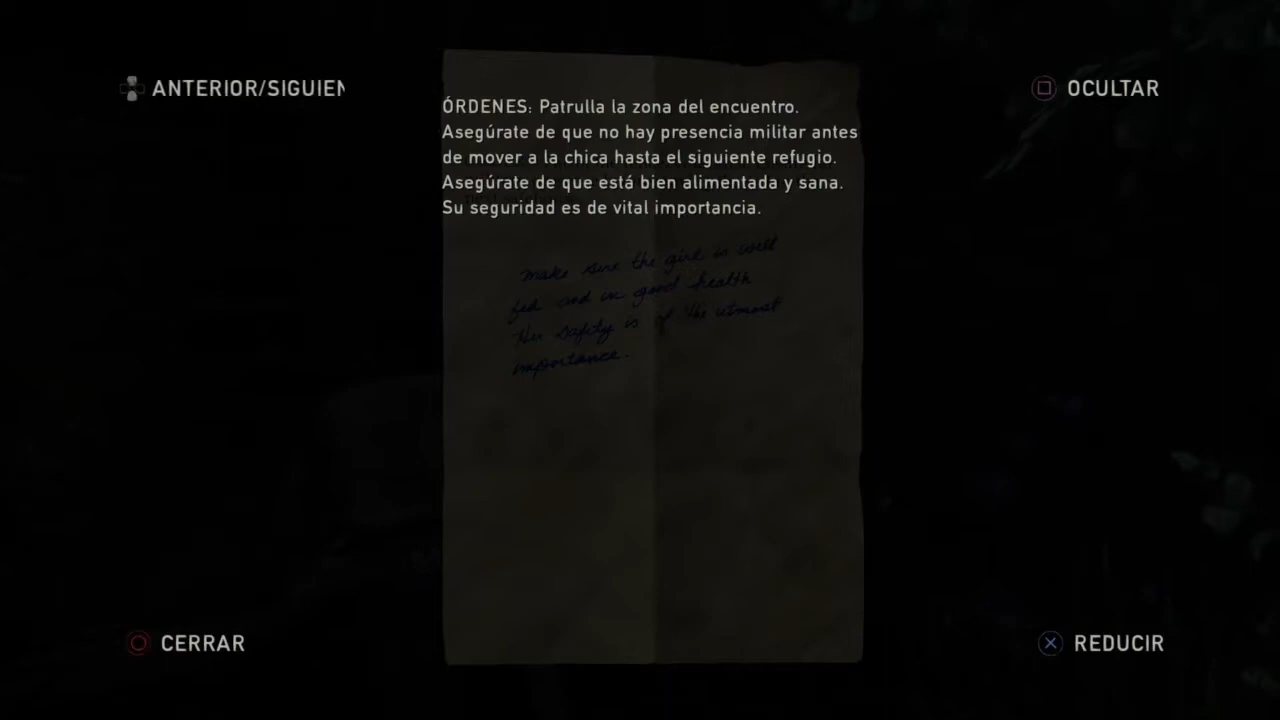 ANTERIOR/SIGUIEN
OCULTAR
ÓRDENES: Patrulla la zona del encuentro.
Asegúrate de que no hay presencia militar antes
de mover a la chica hasta el siguiente refugio.
Asegúrate de que está bien alimentada y sana.
Su seguridad es de vital importancia.
make sure the girl is well
fed and in good health
Her safety is of the utmost
importance.
CERRAR
REDUCIR